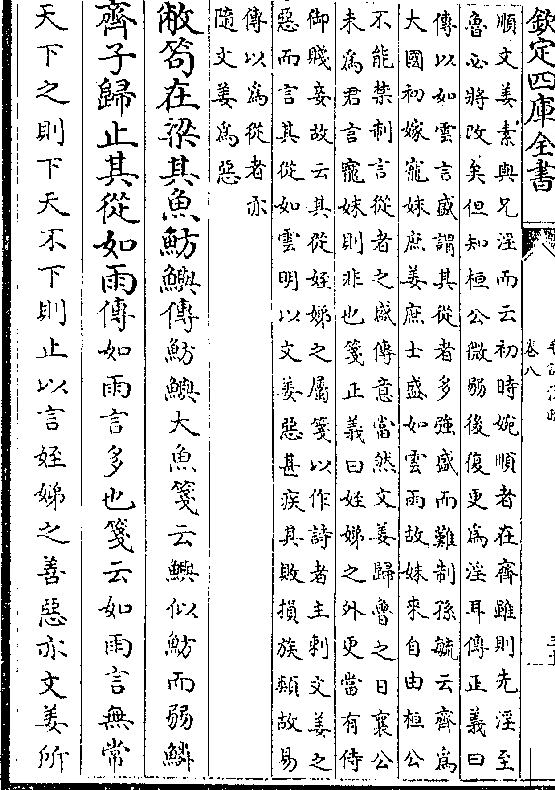 欽定四庫全書
卷八
順文姜素與兄淫而云初時婉順者在齊雖則先淫至
魯必將改矣但知桓公微弱後復更為淫耳傳正義曰
傳以如雲言盛謂其從者多強盛而難制孫毓云齊為
大國初嫁寵妹庶姜庶士盛如雲雨故妹來自由桓公
不能禁制言從者之盛傳意當然文姜歸魯之日襄公
未為君言寵妹則非也箋正義曰姪娣之外更當有侍
御賤妾故云其從姪娣之屬箋以作詩者主刺文姜之
惡而言其從如雲明以文姜惡甚疾其敗損族類故易
傳以為從者亦
隨文姜為惡
敝笱在梁其魚魴鱮傳魴鱮大魚箋云鱮似魴而弱鱗
齊子歸止其從如雨傳如雨言多也箋云如雨言無常
天下之則下天不下則止以言姪娣之善惡亦文姜所